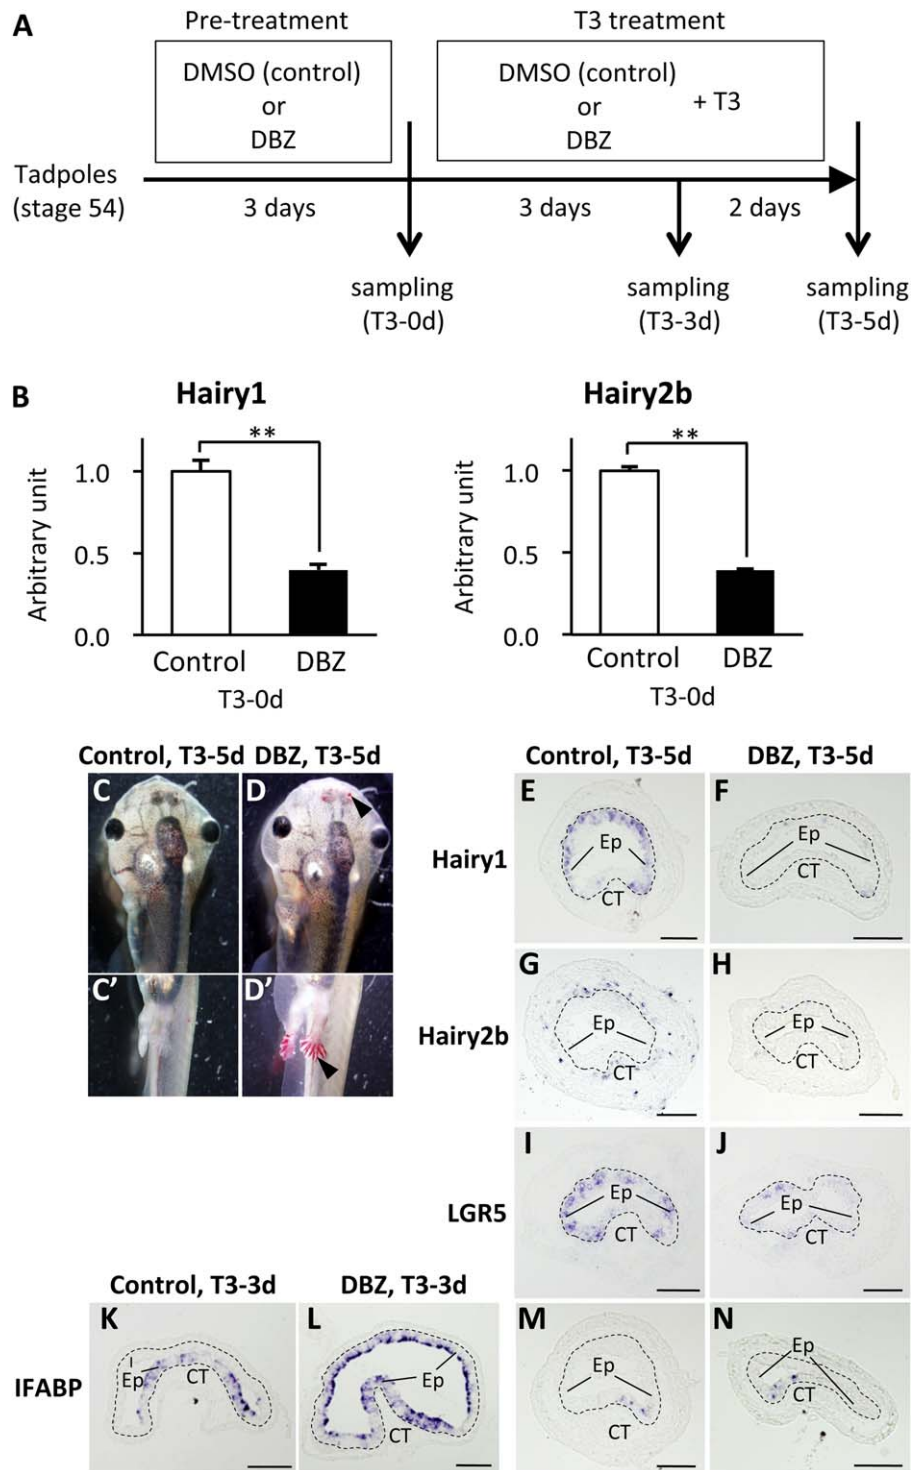 A
Pre-treatment
T3 treatment
DMSO (control)
or
DBZ
DMSO (control)
or
DBZ
+ T3
Tadpoles
(stage 54)
3 days
3 days
2 days
sampling
(T3-0d)
sampling
(T3-3d)
sampling
(T3-5d)
B
Hairy1
Hairy2b
**
**
Arbitrary unit
1.0
0.5
0.0
Control
DBZ
T3-0d
Arbitrary unit
1.0
0.5
0.0
Control
DBZ
T3-0d
Control, T3-5d
DBZ, T3-5d
Control, T3-5d
DBZ, T3-5d
C
D
C'
D'
Hairy1
E
Ep
CT
F
Ep
CT
Hairy2b
G
Ep
CT
H
Ep
CT
LGR5
I
Ep
CT
J
Ep
CT
Control, T3-3d
DBZ, T3-3d
IFABP
K
I
Ep
CT
L
Ep
CT
M
Ep
CT
N
Ep
CT